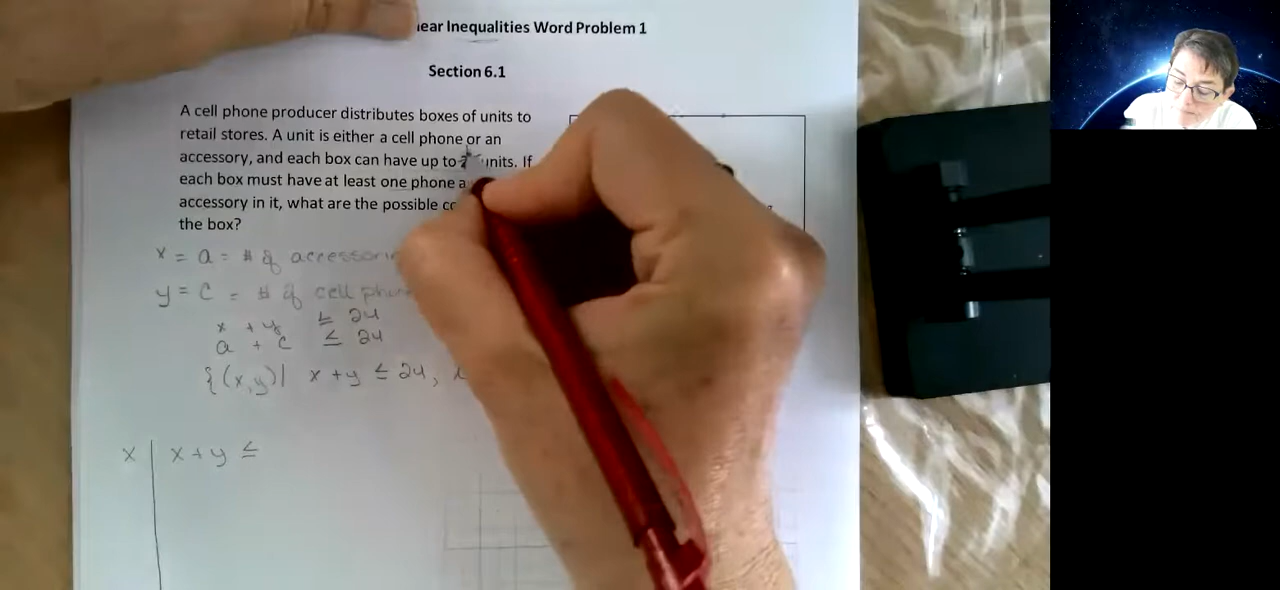 near Inequalities Word Problem 1
Section 6.1
A cell phone producer distributes boxes of units to
retail stores. A unit is either a cell phone or an
accessory, and each box can have up to units. If
each box must have at least one phone
accessory in it, what are the possible
the box?
x = a = # of
y = c = # of cell
x + y ≤ 24
a + c ≤ 24
{(x,y)| x + y ≤ 24,
x | x + y ≤